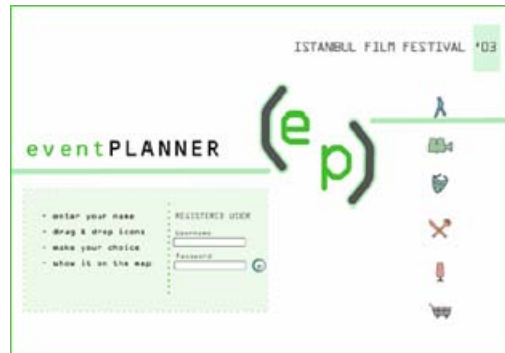 ISTANBUL FILM FESTIVAL '03
(ep)
eventPLANNER
- enter your name
- drag & drop icons
- make your choice
- show it on the map
REGISTERED USER
Username
Password